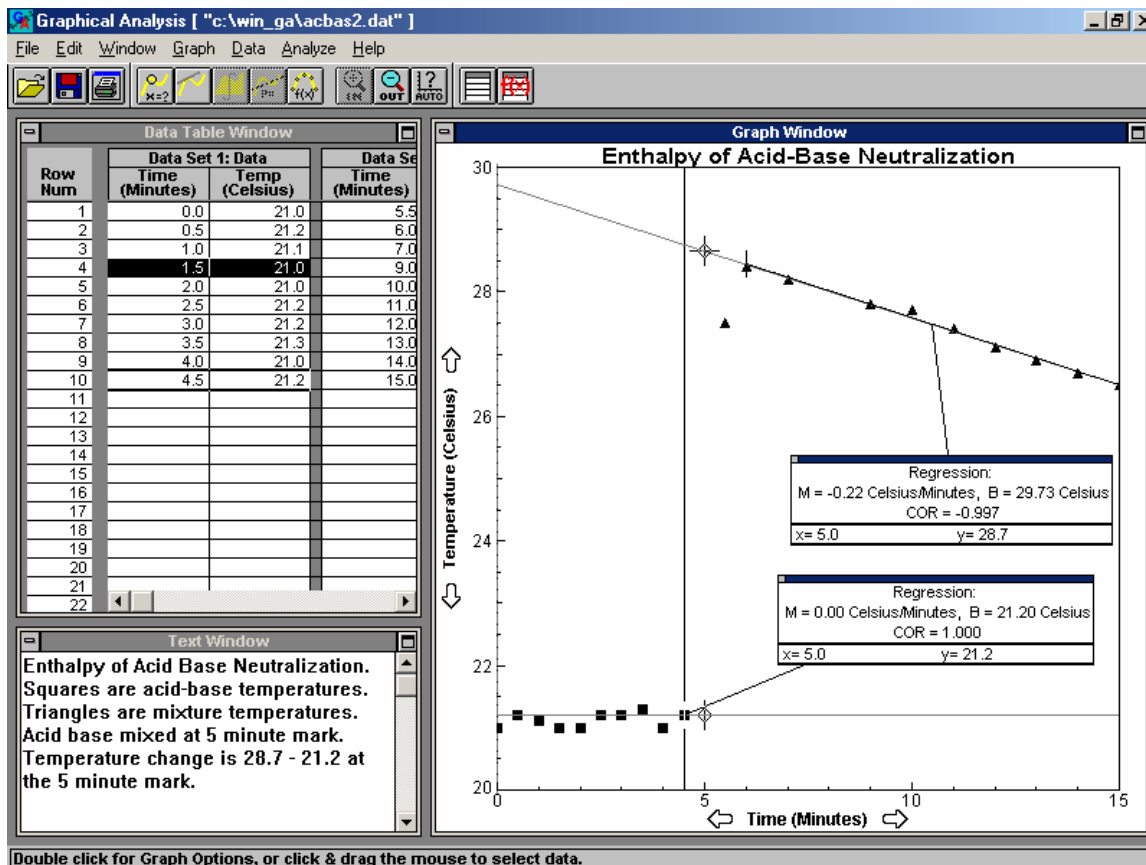 Graphical Analysis [ "c:\win_ga\acbas2.dat" ]
File Edit Window Graph Data Analyze Help
x=? f(x) IN OUT ? AUTO f(x)
Data Table Window
Data Set 1: Data Data Se
Row Num Time (Minutes) Temp (Celsius) Time (Minutes)
1 0.0 21.0 5.5
2 0.5 21.2 6.0
3 1.0 21.1 7.0
4 1.5 21.0 9.0
5 2.0 21.0 10.0
6 2.5 21.2 11.0
7 3.0 21.2 12.0
8 3.5 21.3 13.0
9 4.0 21.0 14.0
10 4.5 21.2 15.0
11
12
13
14
15
16
17
18
19
20
21
22
Text Window
Enthalpy of Acid Base Neutralization.
Squares are acid-base temperatures.
Triangles are mixture temperatures.
Acid base mixed at 5 minute mark.
Temperature change is 28.7 - 21.2 at
the 5 minute mark.
Graph Window
Enthalpy of Acid-Base Neutralization
Temperature (Celsius)
30
28
26
24
22
20
Regression:
M = -0.22 Celsius/Minutes, B = 29.73 Celsius
COR = -0.997
x= 5.0 y= 28.7
Regression:
M = 0.00 Celsius/Minutes, B = 21.20 Celsius
COR = 1.000
x= 5.0 y= 21.2
0 5 10 15
Time (Minutes)
Double click for Graph Options, or click & drag the mouse to select data.